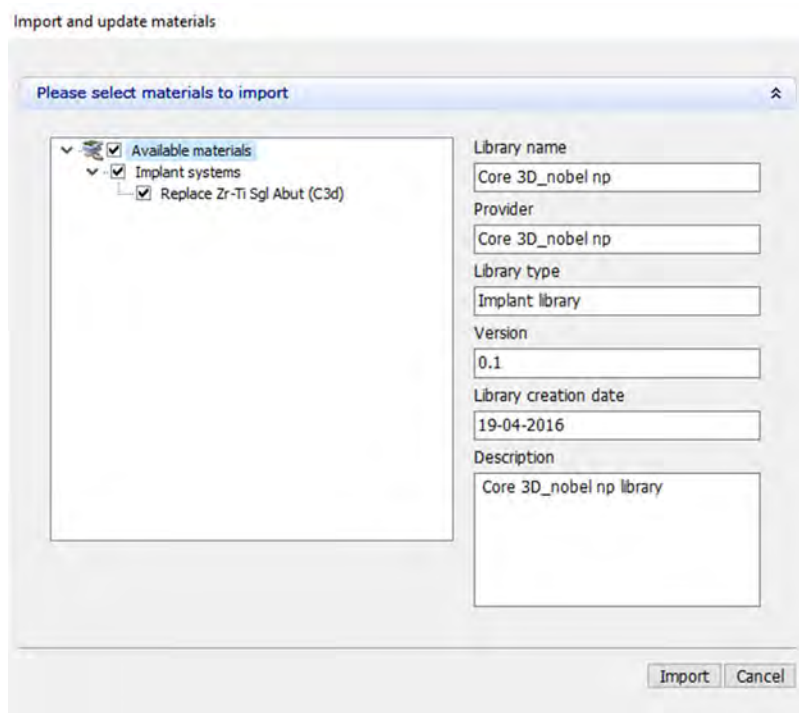 Import and update materials
Please select materials to import
Available materials
Implant systems
Replace Zr-Ti Sgl Abut (C3d)
Library name
Core 3D_nobel np
Provider
Core 3D_nobel np
Library type
Implant library
Version
0.1
Library creation date
19-04-2016
Description
Core 3D_nobel np library
Import Cancel